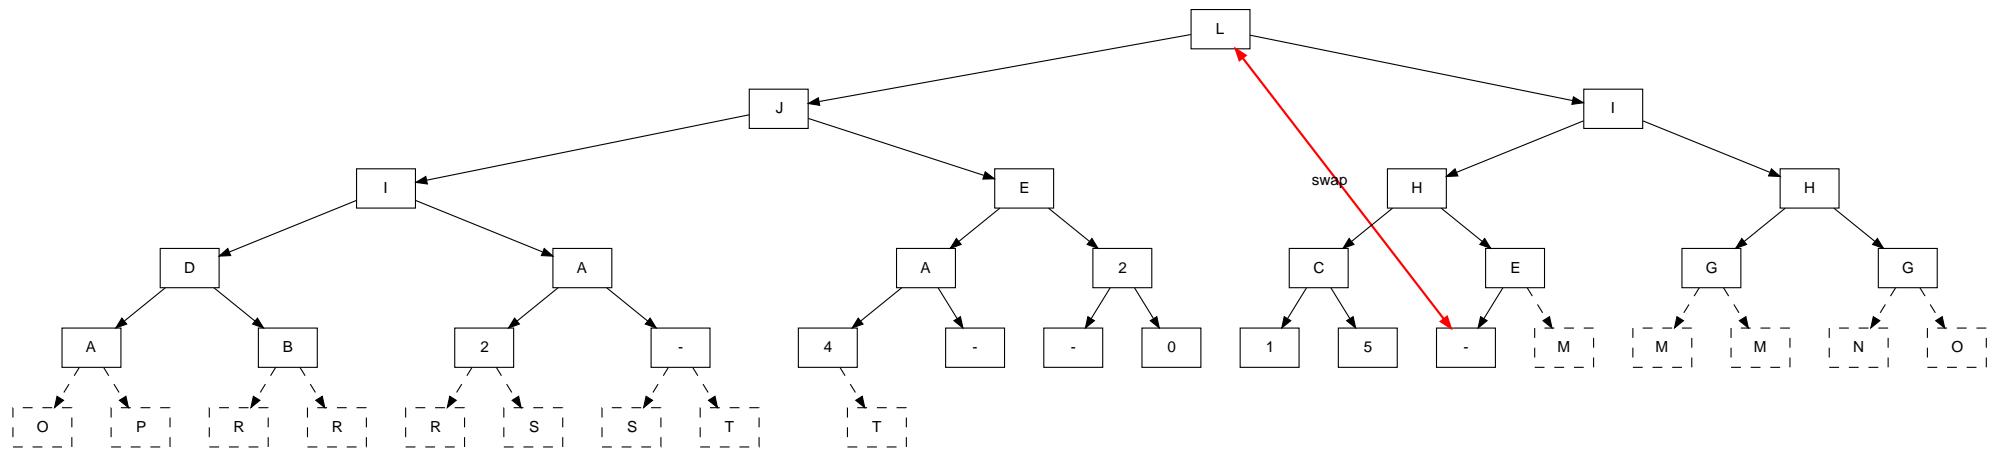 L
J I
swap
I E H H
D A A 2 C E G G
A B 2 - 4 - - 0 1 5 - M M M N O
O P R R R S S T T